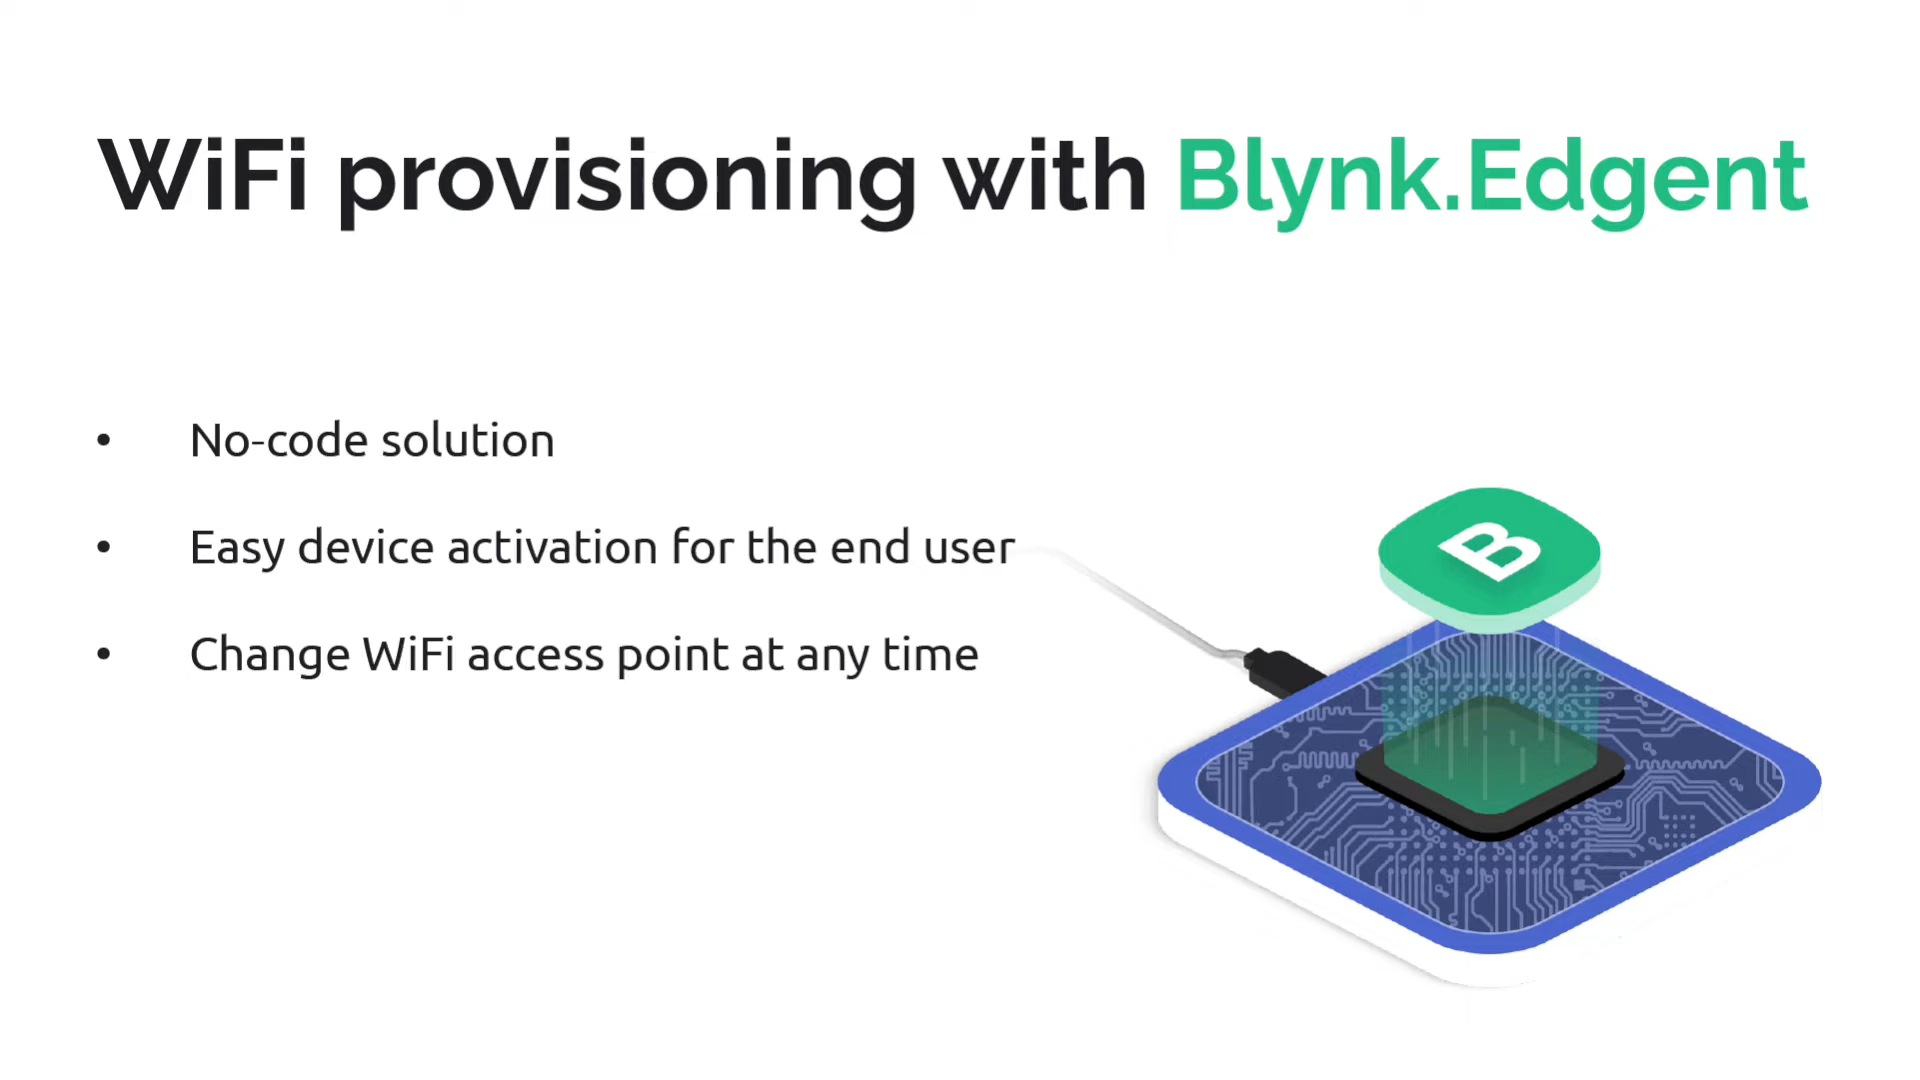 WiFi provisioning with Blynk.Edgent
• No-code solution
• Easy device activation for the end user
• Change WiFi access point at any time
B